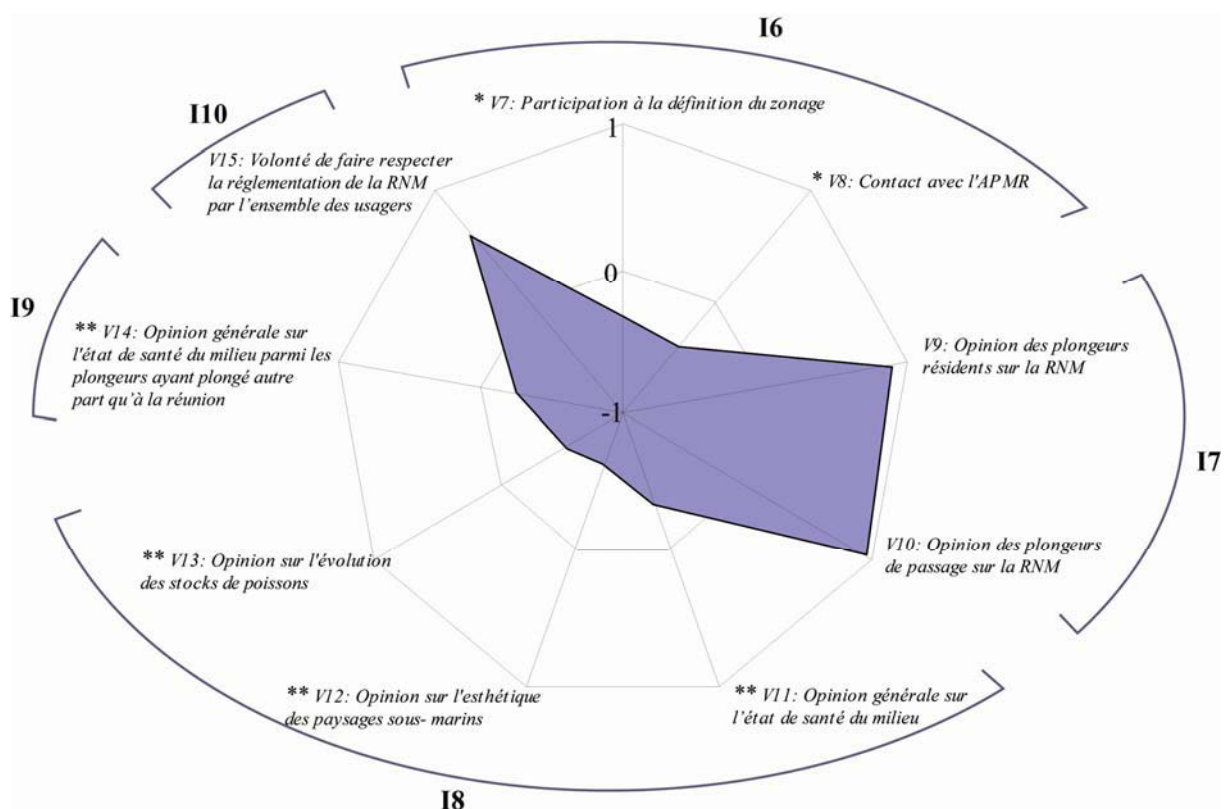 I6
* V7: Participation à la définition du zonage
I10
1
V15: Volonté de faire respecter
la réglementation de la RNM
par l'ensemble des usagers
* V8: Contact avec l'APMR
0
I9
** V14: Opinion générale sur
l'état de santé du milieu parmi les
plongeurs ayant plongé autre
part qu'à la réunion
V9: Opinion des plongeurs
résidents sur la RNM
-1
I7
** V13: Opinion sur l'évolution
des stocks de poissons
V10: Opinion des plongeurs
de passage sur la RNM
** V12: Opinion sur l'esthétique
des paysages sous- marins
** V11: Opinion générale sur
l'état de santé du milieu
I8